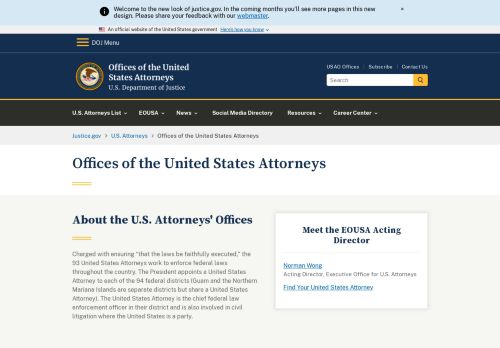 Welcome to the new look of justice.gov. In the coming months you'll see more pages in this new
design. Please share your feedback with our webmaster.
×
An official website of the United States government Here's how you know
DOJ Menu
Offices of the United
States Attorneys
U.S. Department of Justice
USAO Offices Subscribe Contact Us
Search
U.S. Attorneys List EOUSA News Social Media Directory Resources Career Center
Justice.gov > U.S. Attorneys > Offices of the United States Attorneys
Offices of the United States Attorneys
About the U.S. Attorneys' Offices
Charged with ensuring “that the laws be faithfully executed,” the
93 United States Attorneys work to enforce federal laws
throughout the country. The President appoints a United States
Attorney to each of the 94 federal districts (Guam and the Northern
Mariana Islands are separate districts but share a United States
Attorney). The United States Attorney is the chief federal law
enforcement officer in their district and is also involved in civil
litigation where the United States is a party.
Meet the EOUSA Acting
Director
Norman Wong
Acting Director, Executive Office for U.S. Attorneys
Find Your United States Attorney